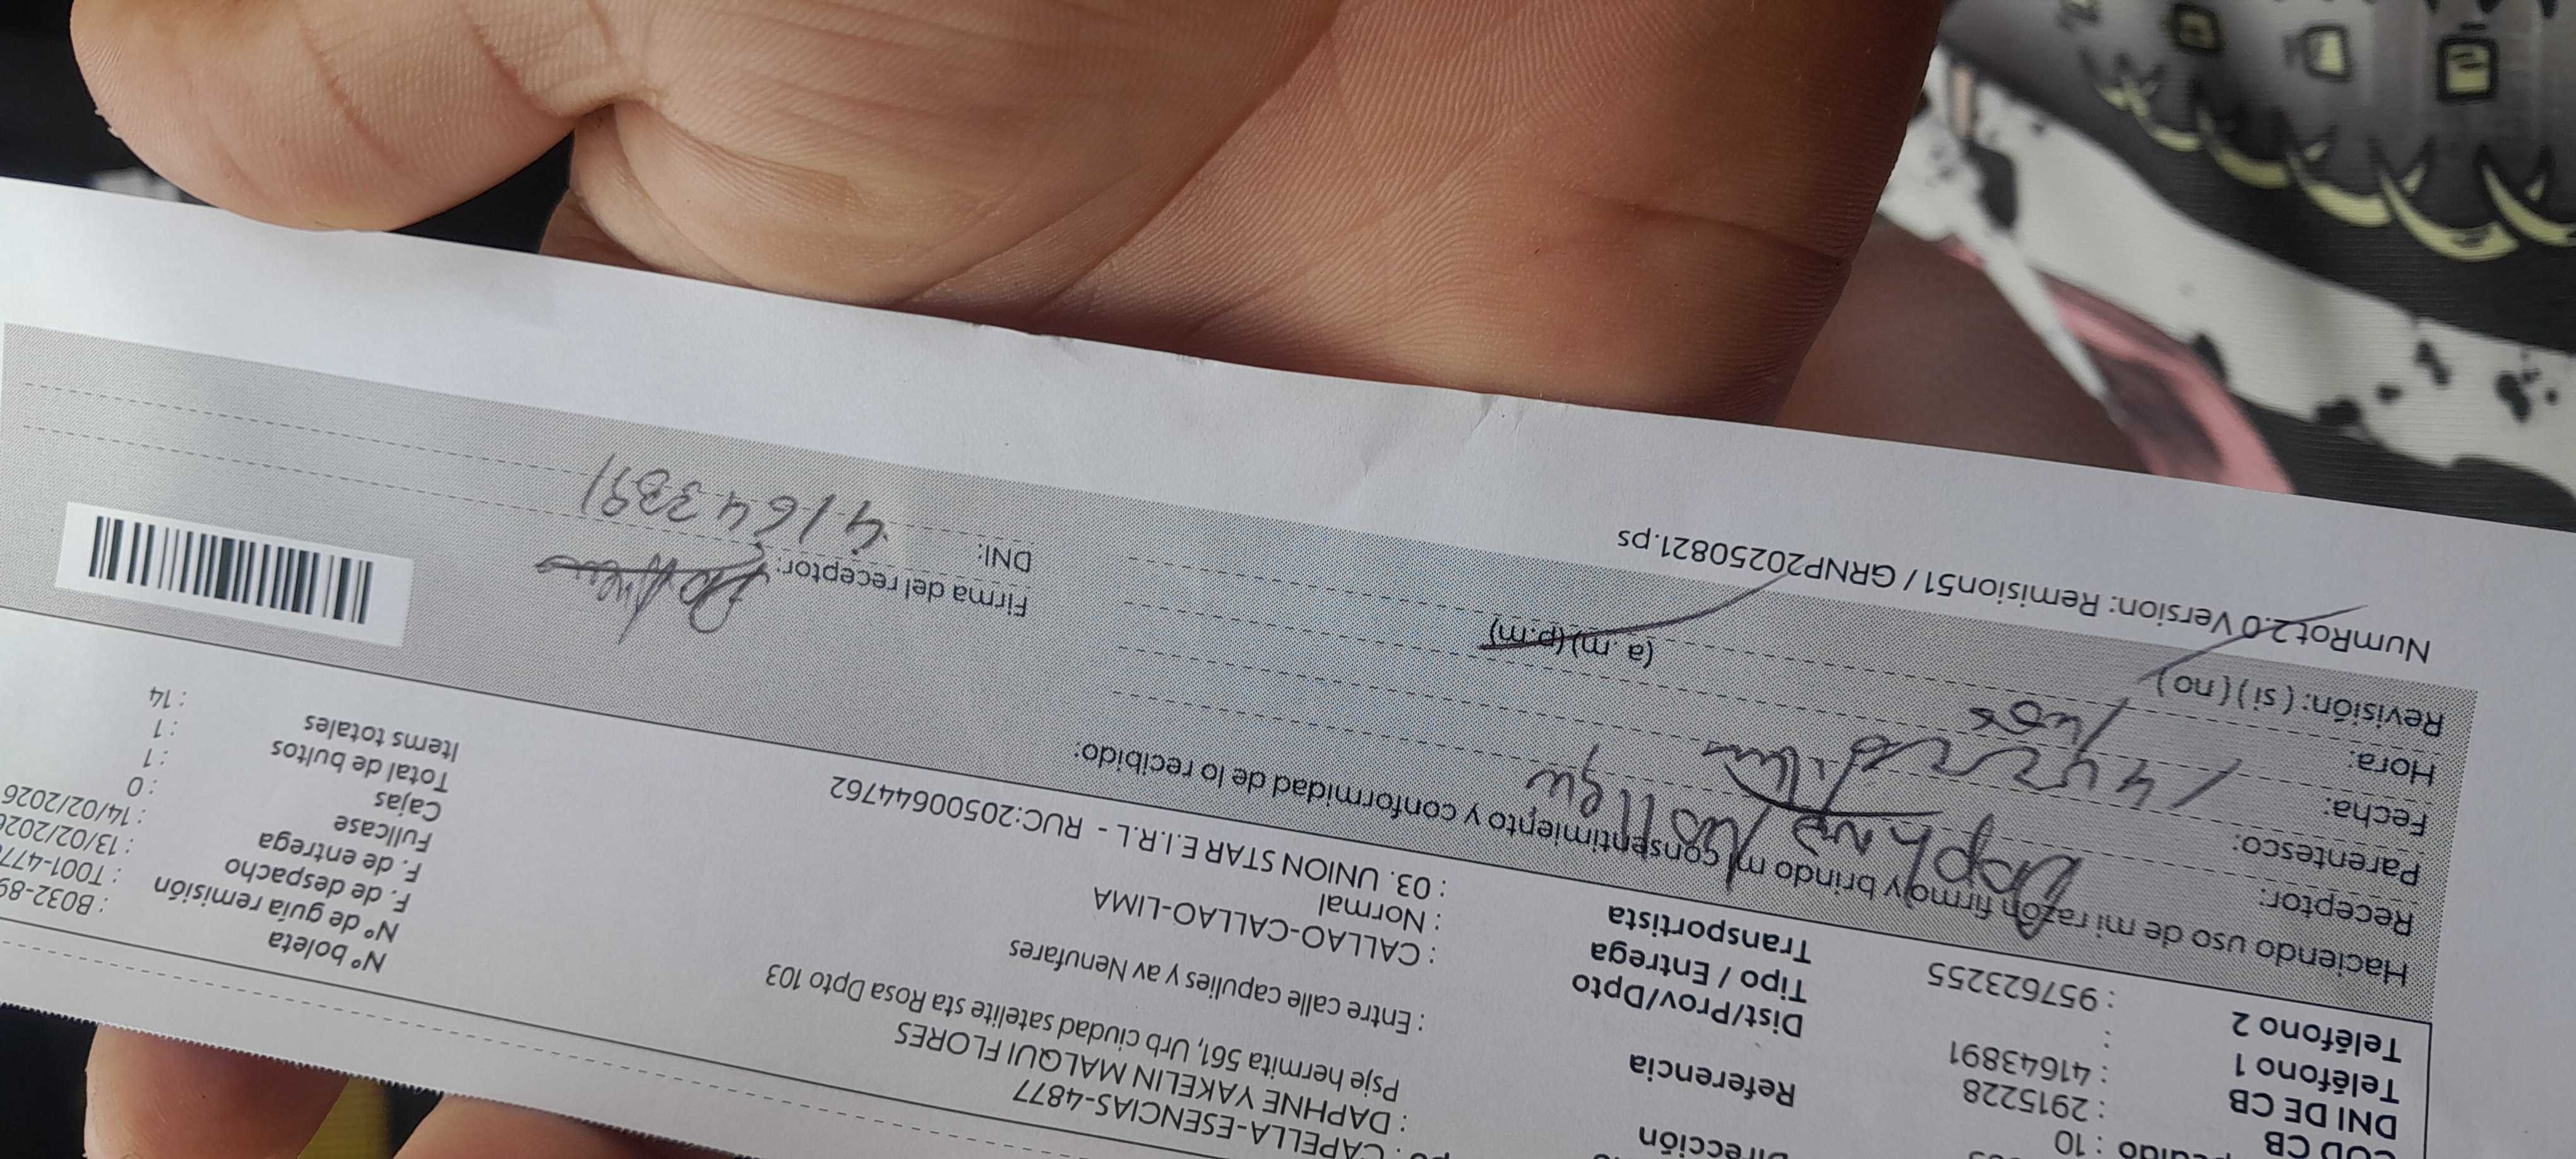 : CAPELLA-ESENCIAS-4877
pedido : 10
: DAPHNE YAKELIN MALQUI FLORES
COD CB : 2915228
Dirección
Psje hermita 561, Urb ciudad satelite sta Rosa Dpto 103
DNI DE CB : 41643891
Referencia : Entre calle capulies y av Nenufares
Teléfono 1 :
Dist/Prov/Dpto : CALLAO-CALLAO-LIMA
Teléfono 2 : 957623255
Tipo / Entrega : Normal
Transportista : 03. UNION STAR E.I.R.L - RUC:20500644762
Nº boleta : B032-89
Nº de guía remisión : T001-477
F. de despacho : 13/02/2026
F. de entrega : 14/02/2026
Fullcase : 0
Cajas : 1
Total de bultos : 1
Items totales : 14
Haciendo uso de mi razón firmo y brindo mi consentimiento y conformidad de lo recibido:
Receptor: Daphne
Parentesco:
Fecha:
Hora:
(a.m) (p.m)
Revisión: ( si ) ( no )
Firma del receptor:
DNI: 41643891
NumRot2.0 Version: Remision51 / GRNP20250821.ps